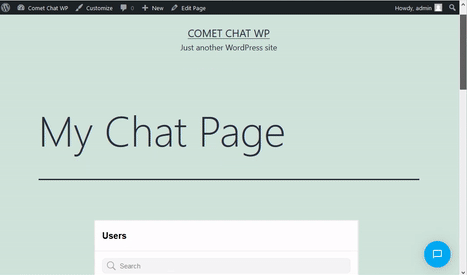 Comet Chat WP Customize 0 New Edit Page Howdy, admin
COMET CHAT WP
Just another WordPress site
My Chat Page
Users
Search